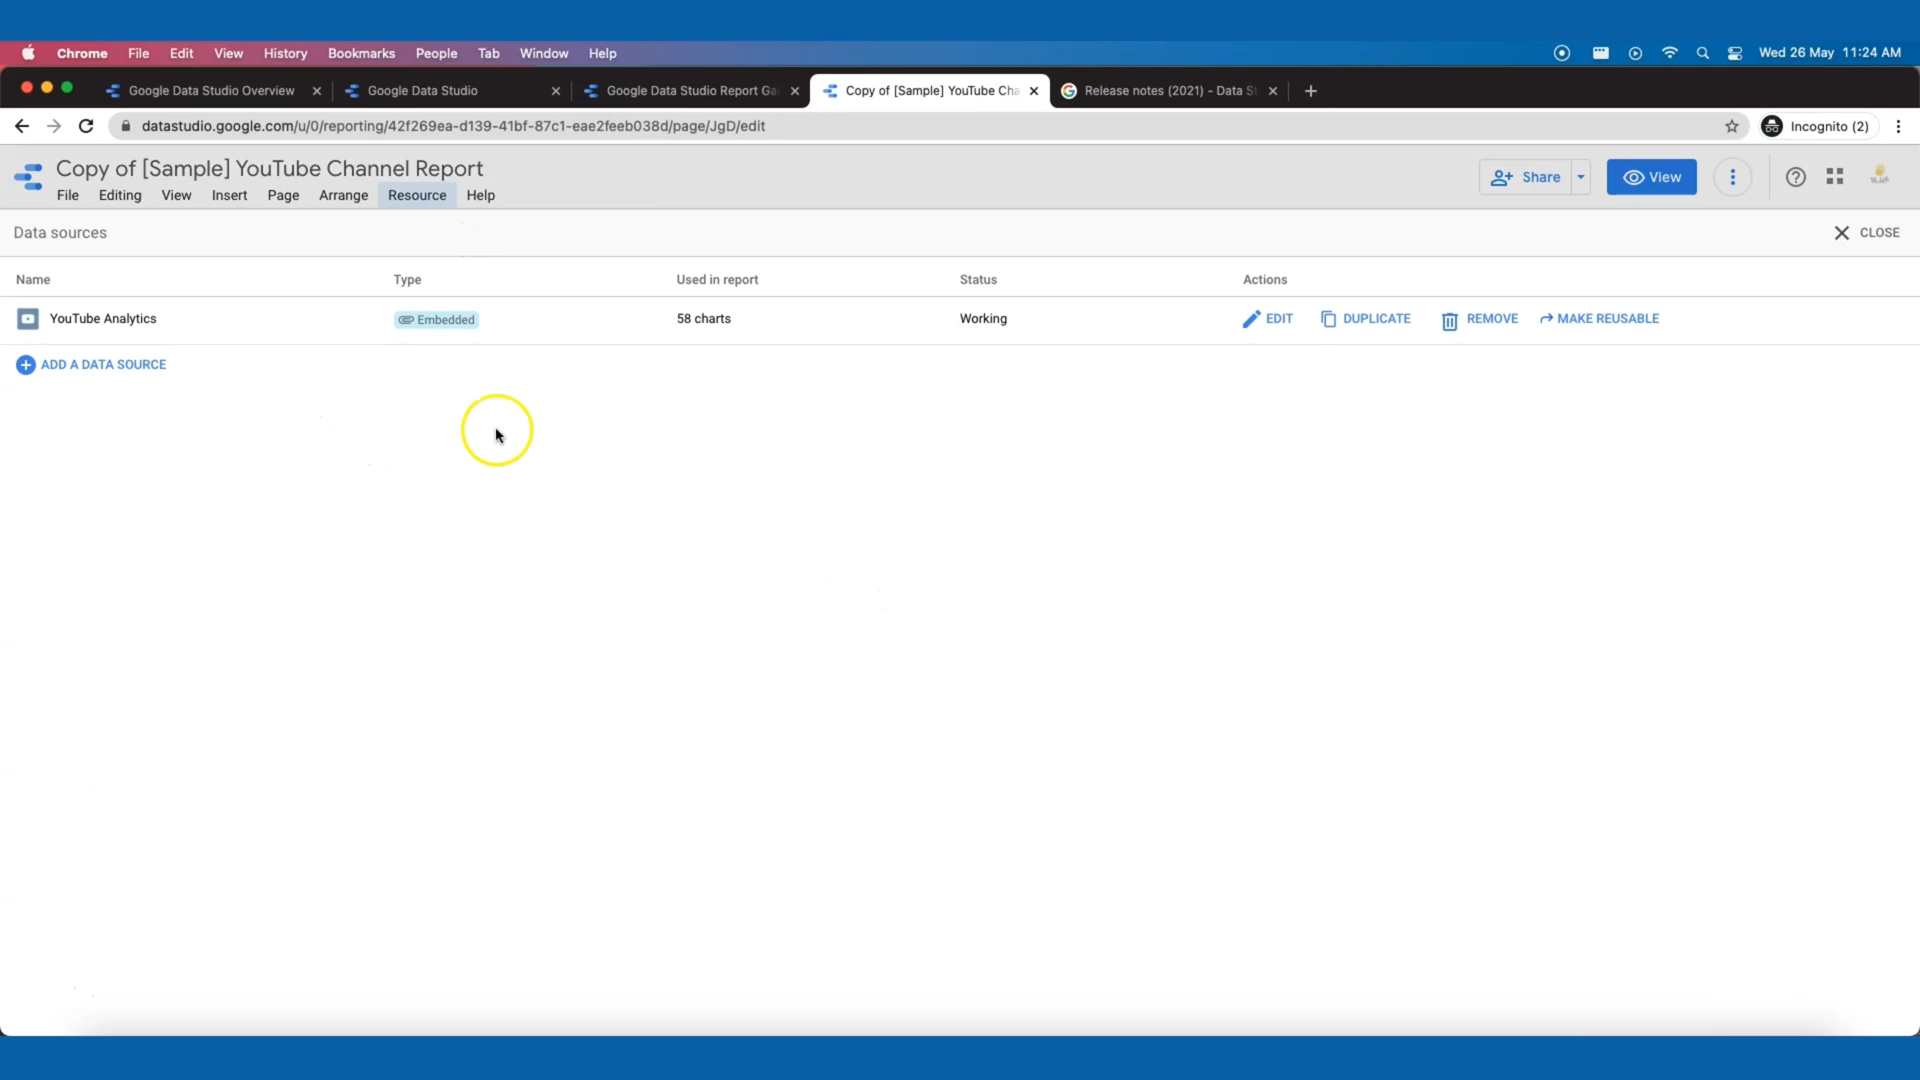 Chrome File Edit View History Bookmarks People Tab Window Help Wed 26 May 11:24 AM
Google Data Studio Overview Google Data Studio Google Data Studio Report Ga Copy of [Sample] YouTube Cha Release notes (2021) - Data S
datastudio.google.com/u/0/reporting/42f269ea-d139-41bf-87c1-eae2feeb038d/page/JgD/edit Incognito (2)
Copy of [Sample] YouTube Channel Report
Share View
File Editing View Insert Page Arrange Resource Help
Data sources CLOSE
Name Type Used in report Status Actions
YouTube Analytics Embedded 58 charts Working EDIT DUPLICATE REMOVE MAKE REUSABLE
ADD A DATA SOURCE